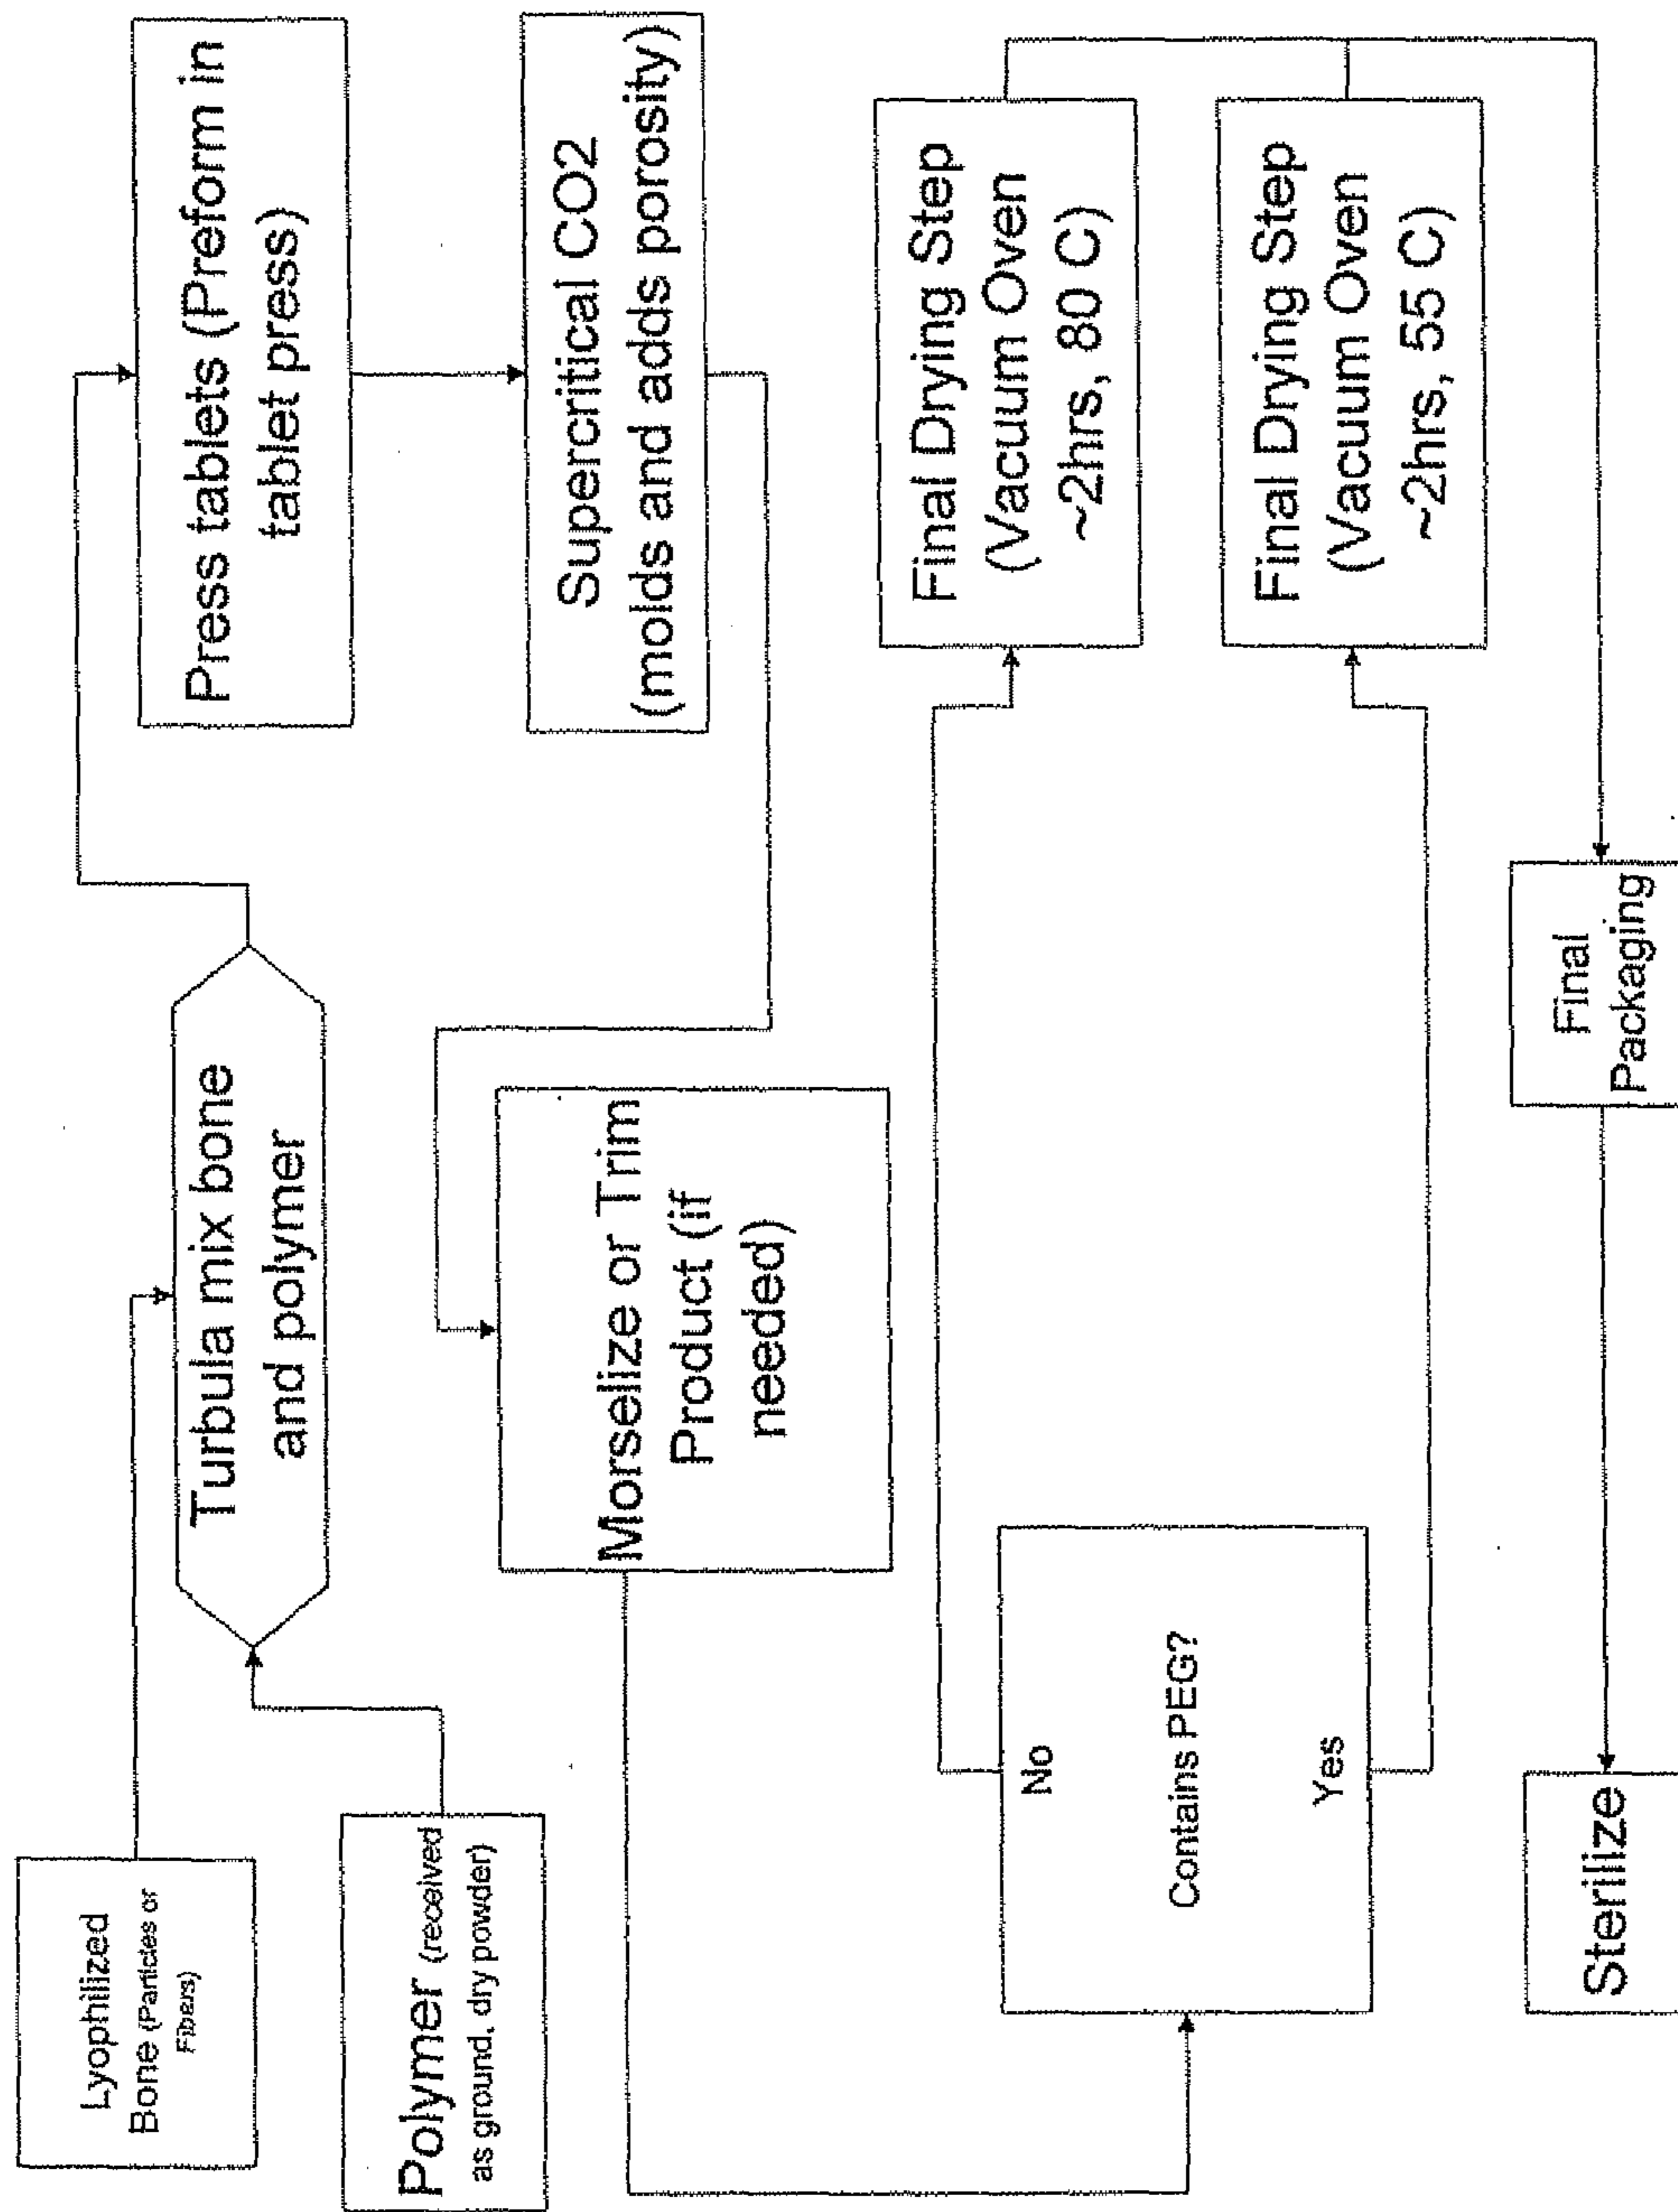 Lyophilized
Bone (Particles or
Fibers)
Polymer (received
as ground, dry powder)
Turbula mix bone
and polymer
Press tablets (Preform in
tablet press)
Supercritical CO2
(molds and adds porosity)
Morselize or Trim
Product (if
needed)
Contains PEG?
No
Yes
Final Drying Step
(Vacuum Oven
~2hrs, 80 C)
Final Drying Step
(Vacuum Oven
~2hrs, 55 C)
Final
Packaging
Sterilize